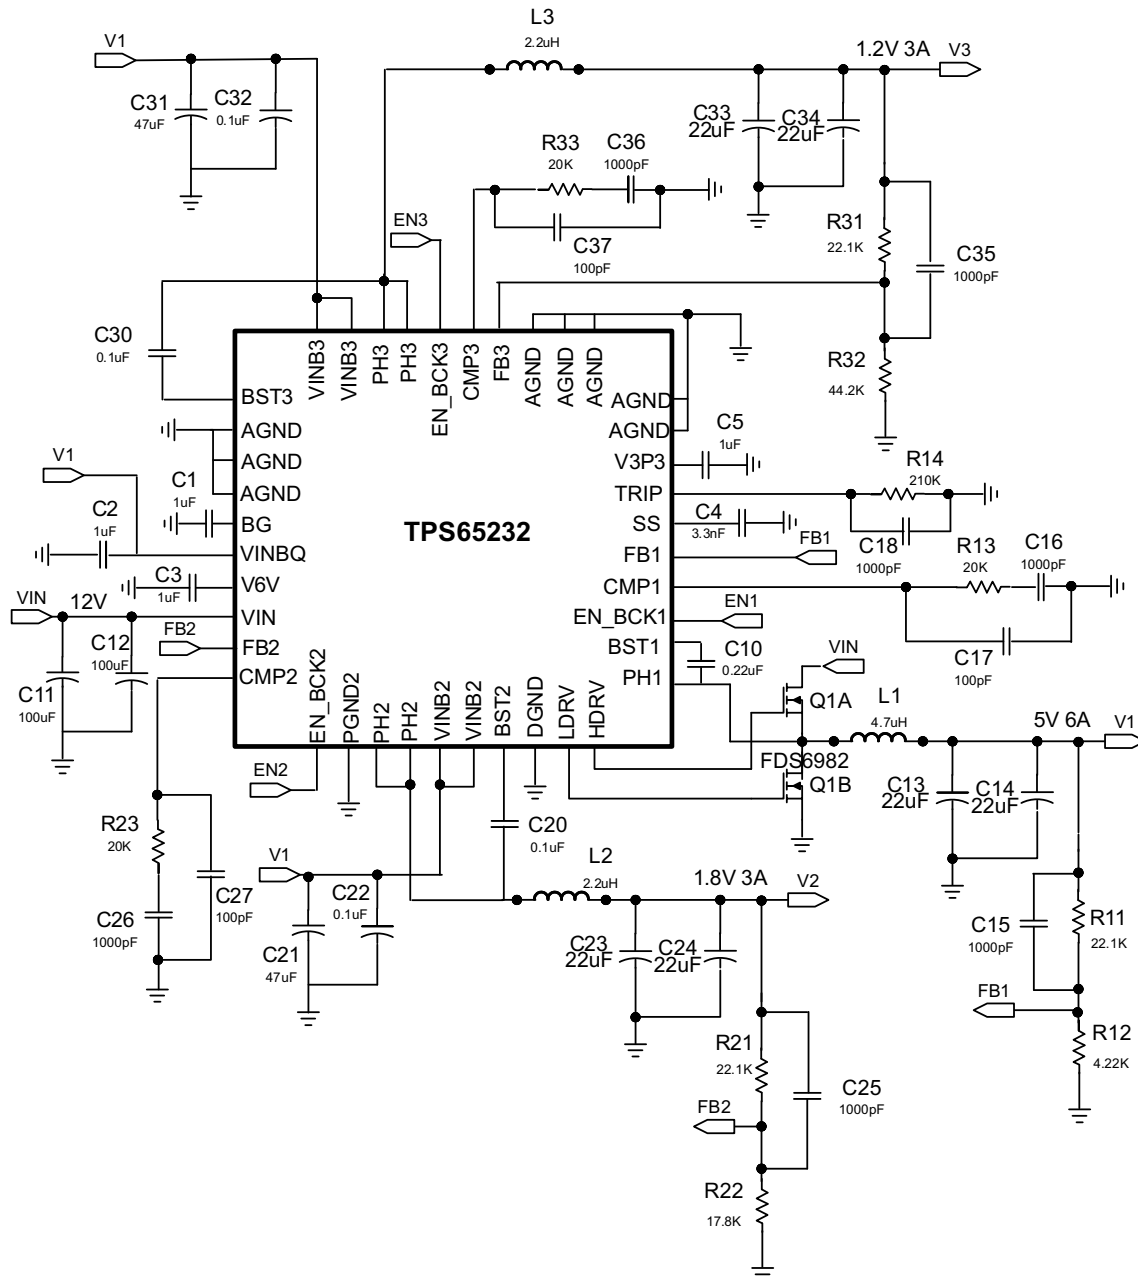 L3
2.2uH
V1
1.2V 3A
V3
C31
47uF
C32
0.1uF
C33
22uF
C34
22uF
R33
20K
C36
1000pF
C37
100pF
EN3
R31
22.1K
C35
1000pF
C30
0.1uF
R32
44.2K
VINB3
VINB3
PH3
PH3
EN_BCK3
CMP3
FB3
AGND
AGND
AGND
BST3
AGND
AGND
AGND
BG
VINBQ
V6V
VIN
FB2
CMP2
TPS65232
AGND
AGND
V3P3
TRIP
SS
FB1
CMP1
EN_BCK1
BST1
PH1
EN_BCK2
PGND2
PH2
PH2
VINB2
VINB2
BST2
DGND
LDRV
HDRV
V1
C1
1uF
C2
1uF
C3
1uF
VIN
12V
FB2
C12
100uF
C11
100uF
C5
1uF
R14
210K
C4
3.3nF
C18
1000pF
FB1
R13
20K
C16
1000pF
EN1
C17
100pF
C10
0.22uF
VIN
Q1A
L1
4.7uH
5V 6A
V1
FDS6982
Q1B
C13
22uF
C14
22uF
EN2
R23
20K
C27
100pF
C26
1000pF
V1
C22
0.1uF
C21
47uF
C20
0.1uF
L2
2.2uH
1.8V 3A
V2
C23
22uF
C24
22uF
C15
1000pF
R11
22.1K
FB1
R12
4.22K
R21
22.1K
C25
1000pF
FB2
R22
17.8K